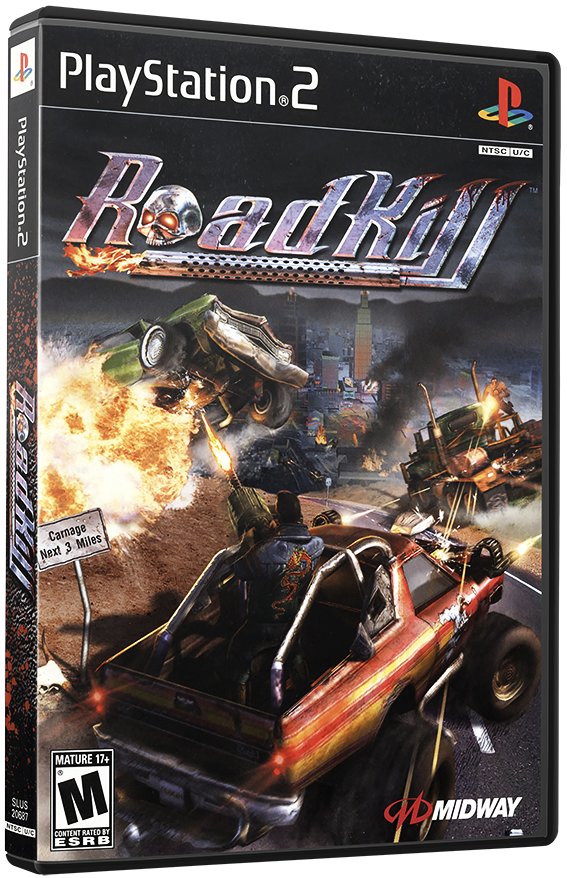 PlayStation®2
NTSC U/C
RoadKill™
Carnage
Next 3 Miles
MATURE 17+
M®
CONTENT RATED BY
ESRB
MIDWAY
PlayStation®2
RoadKill
SLUS
20687
NTSC U/C